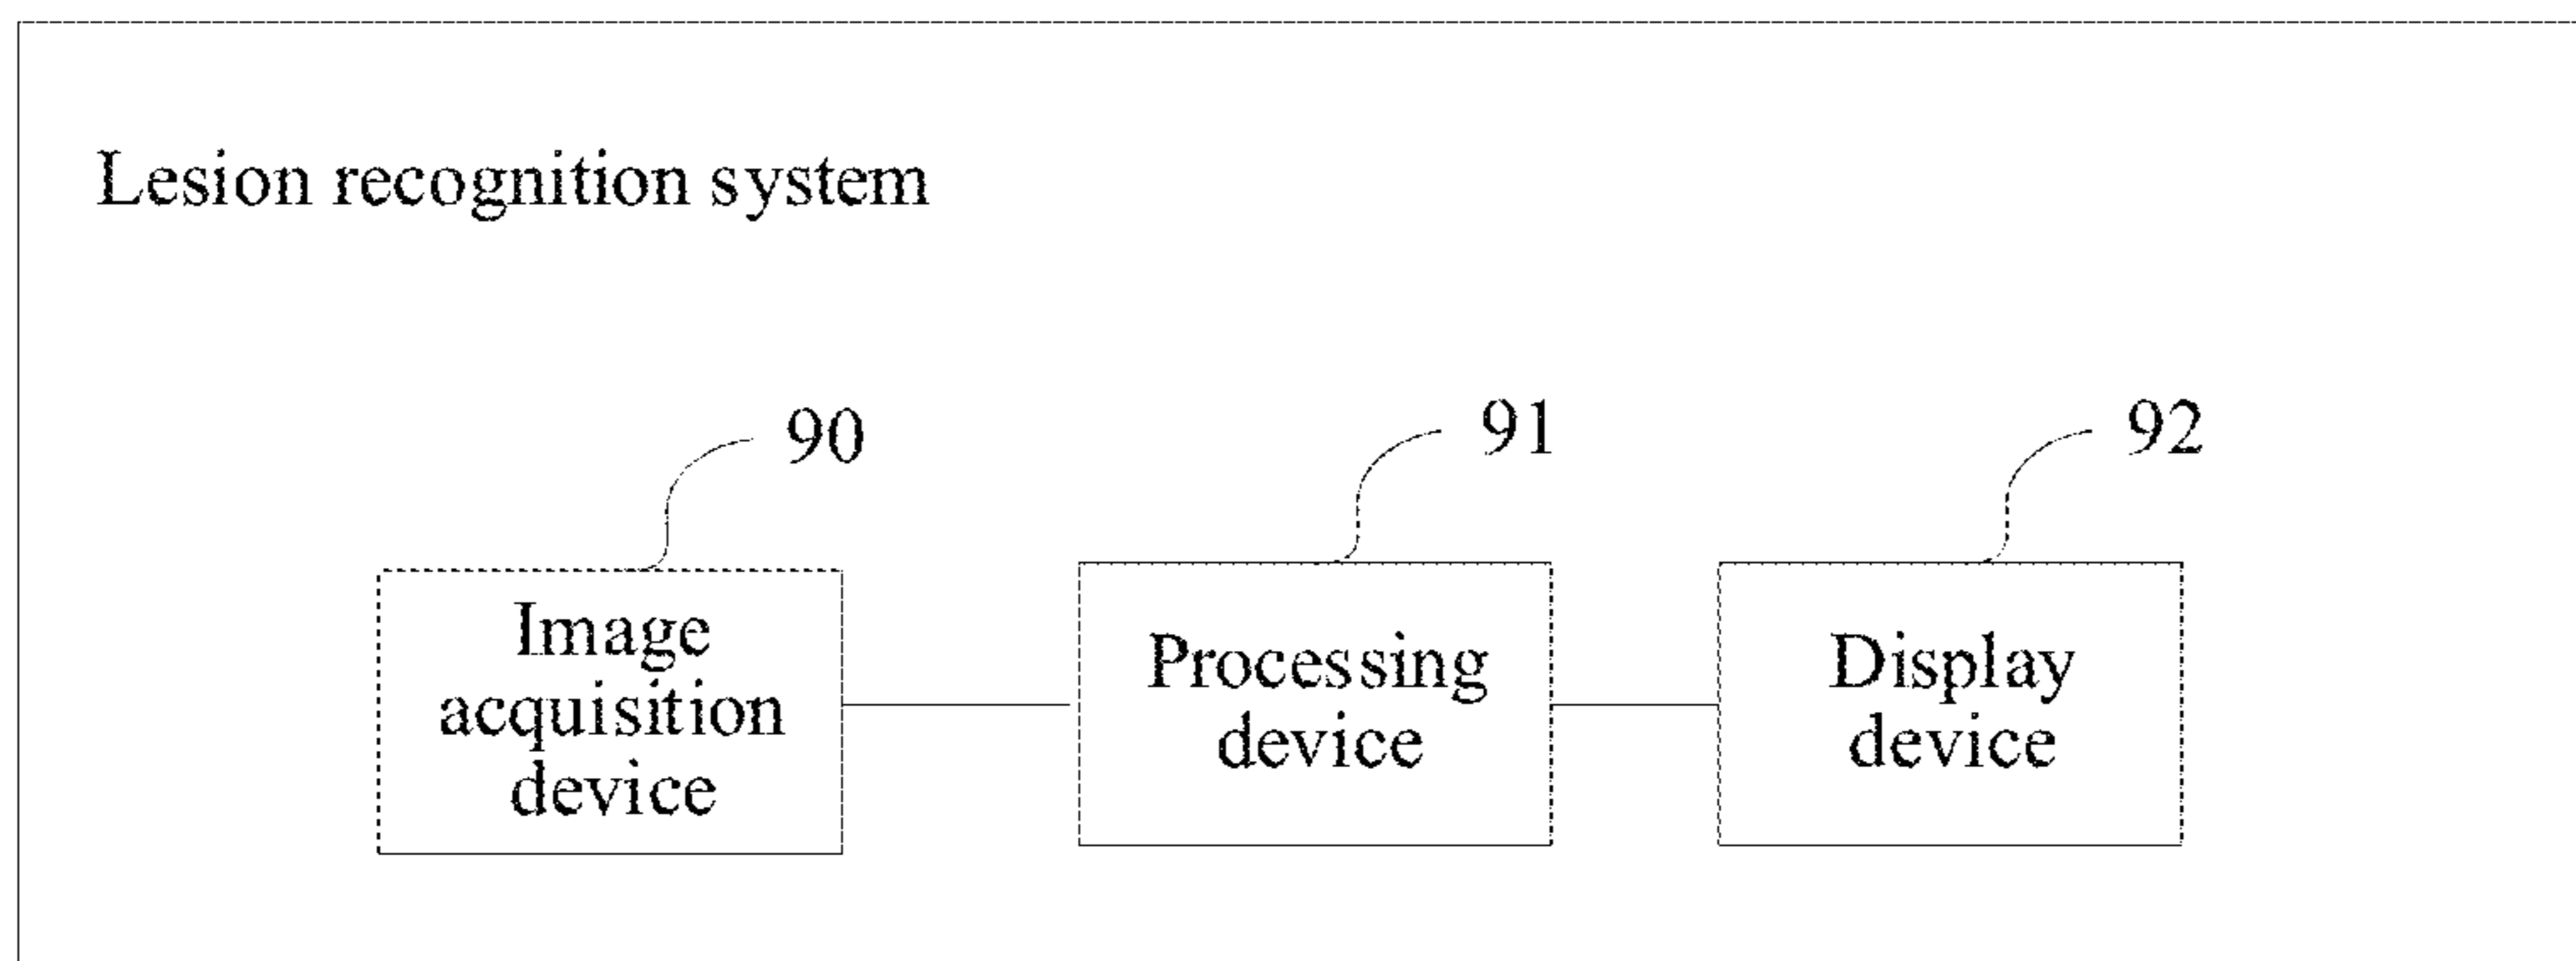 Lesion recognition system
90
91
92
Image
acquisition
device
Processing
device
Display
device